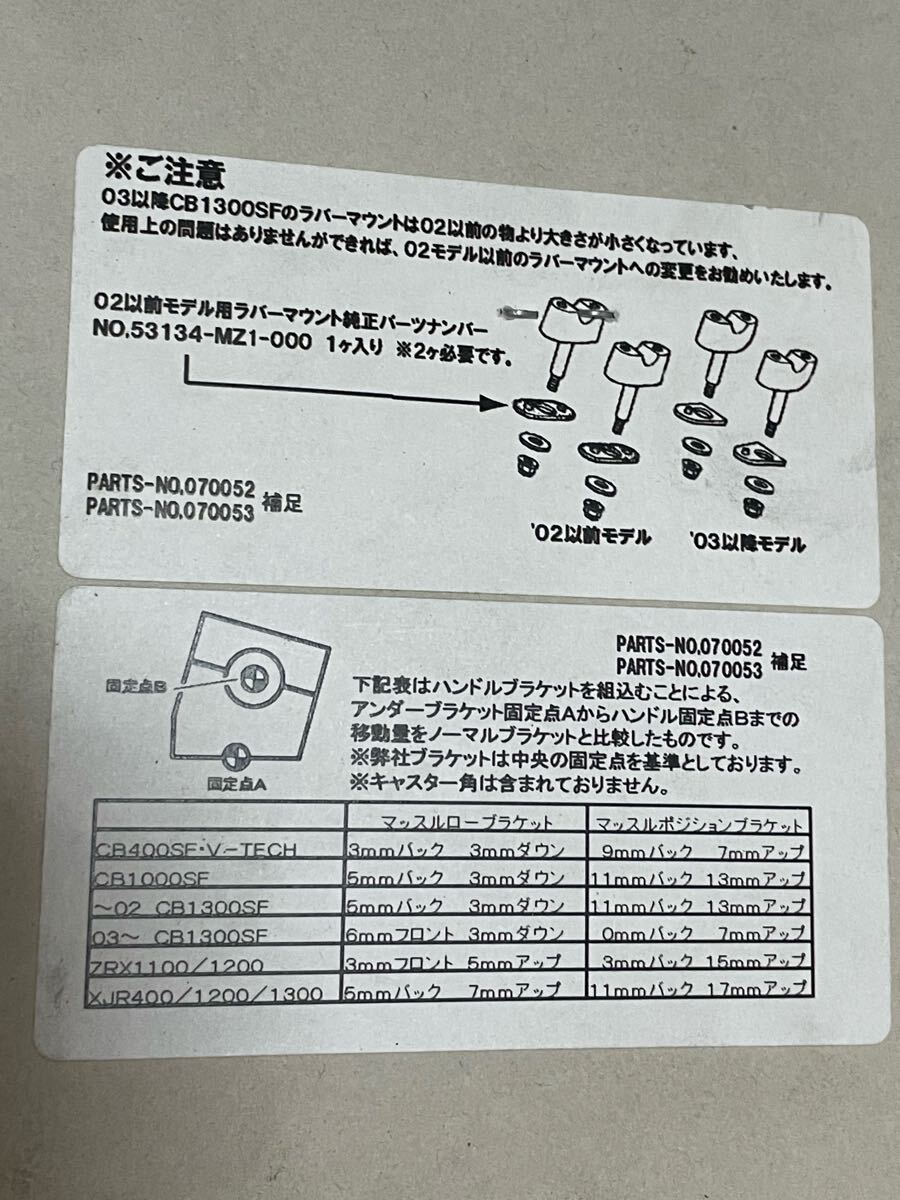 ※ご注意
03以降CB1300SFのラバーマウントは02以前の物より大きさが小さくなっています、
使用上の問題はありませんができれば、02モデル以前のラバーマウントへの変更をお勧めいたします。
02以前モデル用ラバーマウント純正パーツナンバー
NO.53134-MZ1-000 1ヶ入り ※2ヶ必要です。
PARTS-NO.070052
PARTS-NO.070053 補足
'02以前モデル '03以降モデル
PARTS-NO.070052
PARTS-NO.070053 補足
固定点B
固定点A
下記表はハンドルブラケットを組込むことによる、
アンダーブラケット固定点Aからハンドル固定点Bまでの
移動量をノーマルブラケットと比較したものです。
※弊社ブラケットは中央の固定点を基準としております。
※キャスター角は含まれておりません。
マッスルローブラケット マッスルポジションブラケット
CB400SF・V-TECH 3mmバック 3mmダウン 9mmバック 7mmアップ
CB1000SF 5mmバック 3mmダウン 11mmバック 13mmアップ
~02 CB1300SF 5mmバック 3mmダウン 11mmバック 13mmアップ
03~ CB1300SF 6mmフロント 3mmダウン 0mmバック 7mmアップ
ZRX1100/1200 3mmフロント 5mmアップ 3mmバック 15mmアップ
XJR400/1200/1300 5mmバック 7mmアップ 11mmバック 17mmアップ